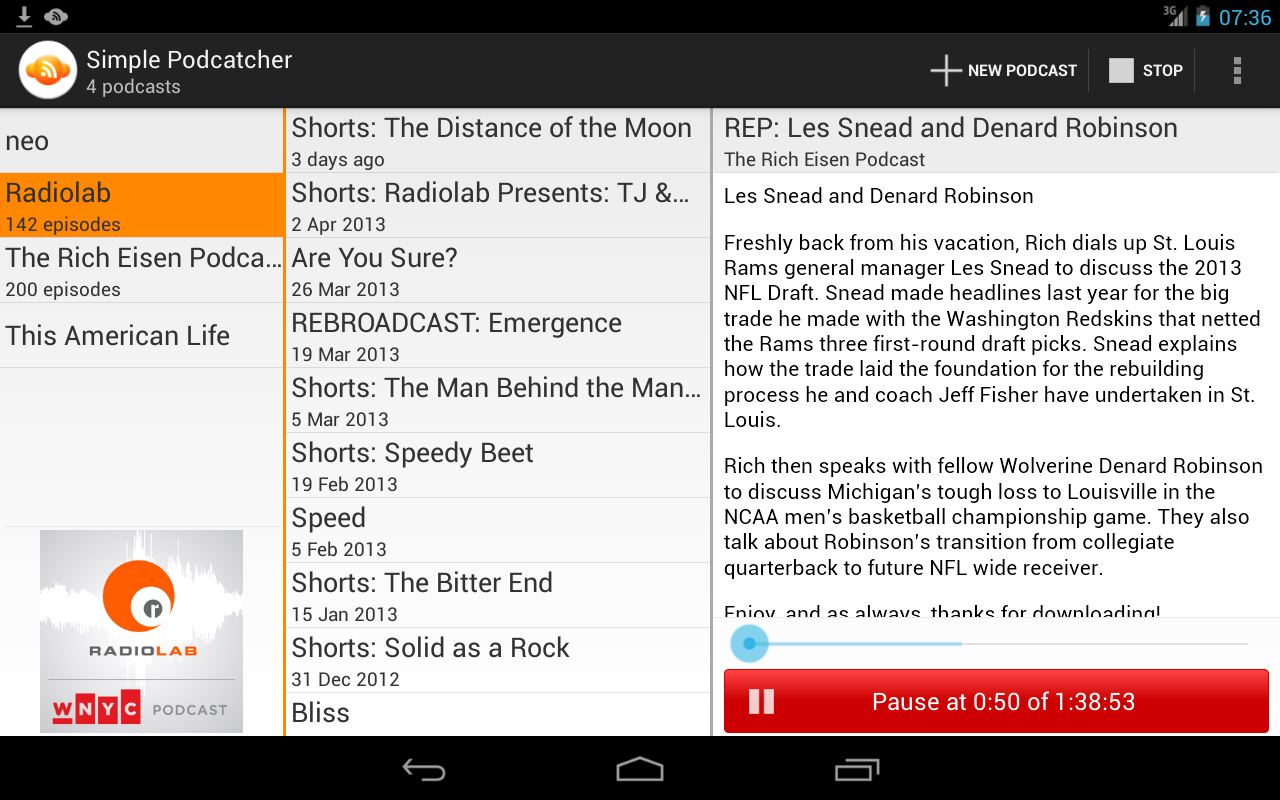 3G 07:36
Simple Podcatcher
4 podcasts
NEW PODCAST
STOP
neo
Radiolab
142 episodes
The Rich Eisen Podca...
200 episodes
This American Life
r
RADIOLAB
WNYC PODCAST
Shorts: The Distance of the Moon
3 days ago
Shorts: Radiolab Presents: TJ &...
2 Apr 2013
Are You Sure?
26 Mar 2013
REBROADCAST: Emergence
19 Mar 2013
Shorts: The Man Behind the Man...
5 Mar 2013
Shorts: Speedy Beet
19 Feb 2013
Speed
5 Feb 2013
Shorts: The Bitter End
15 Jan 2013
Shorts: Solid as a Rock
31 Dec 2012
Bliss
REP: Les Snead and Denard Robinson
The Rich Eisen Podcast
Les Snead and Denard Robinson
Freshly back from his vacation, Rich dials up St. Louis
Rams general manager Les Snead to discuss the 2013
NFL Draft. Snead made headlines last year for the big
trade he made with the Washington Redskins that netted
the Rams three first-round draft picks. Snead explains
how the trade laid the foundation for the rebuilding
process he and coach Jeff Fisher have undertaken in St.
Louis.
Rich then speaks with fellow Wolverine Denard Robinson
to discuss Michigan's tough loss to Louisville in the
NCAA men's basketball championship game. They also
talk about Robinson's transition from collegiate
quarterback to future NFL wide receiver.
Enjoy, and as always, thanks for downloading!
Pause at 0:50 of 1:38:53